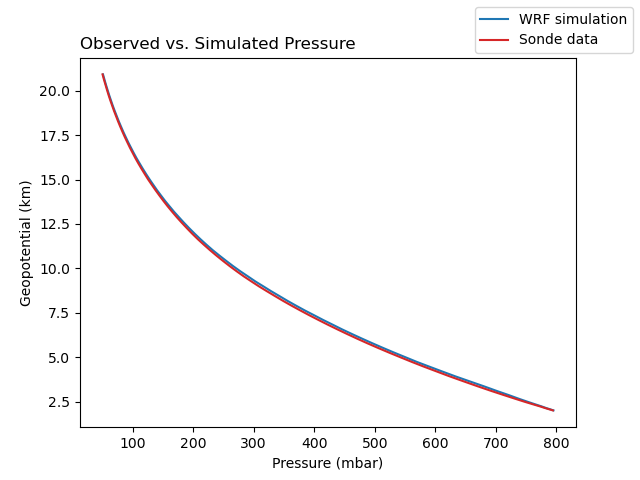 WRF simulation
Sonde data
Observed vs. Simulated Pressure
20.0
17.5
15.0
12.5
10.0
7.5
5.0
2.5
Geopotential (km)
100 200 300 400 500 600 700 800
Pressure (mbar)